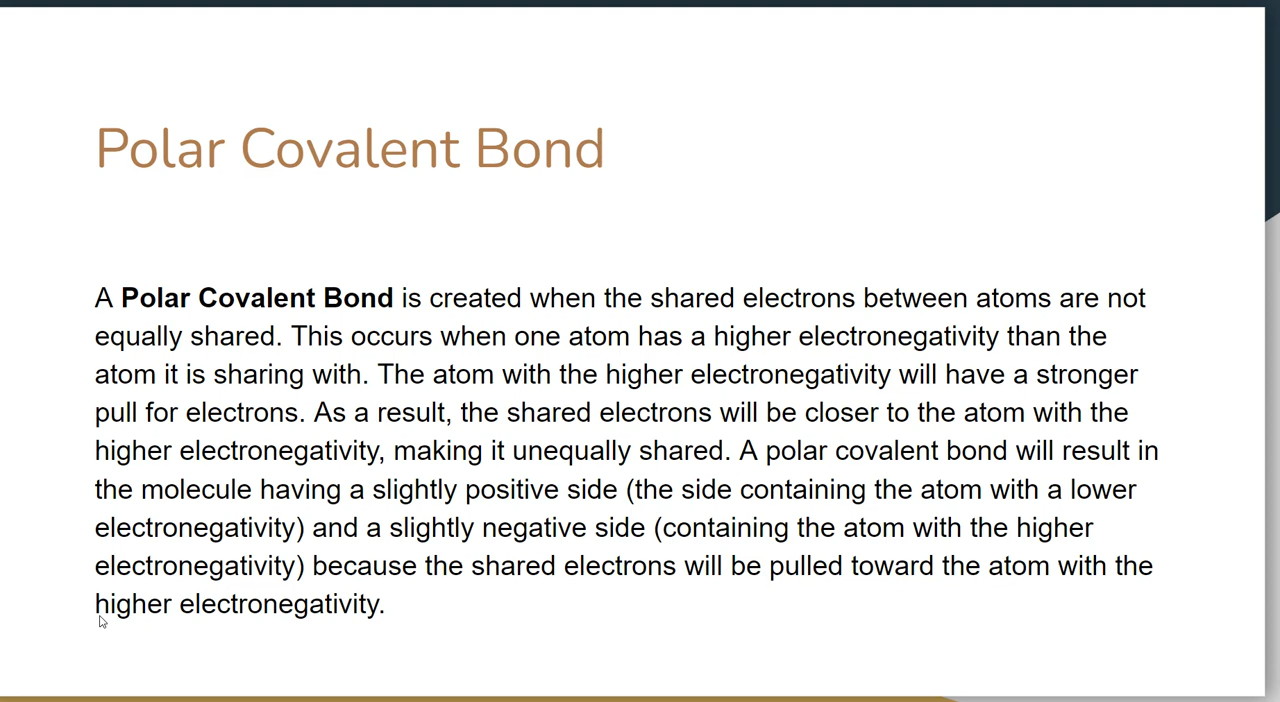 Polar Covalent Bond
A Polar Covalent Bond is created when the shared electrons between atoms are not
equally shared. This occurs when one atom has a higher electronegativity than the
atom it is sharing with. The atom with the higher electronegativity will have a stronger
pull for electrons. As a result, the shared electrons will be closer to the atom with the
higher electronegativity, making it unequally shared. A polar covalent bond will result in
the molecule having a slightly positive side (the side containing the atom with a lower
electronegativity) and a slightly negative side (containing the atom with the higher
electronegativity) because the shared electrons will be pulled toward the atom with the
higher electronegativity.